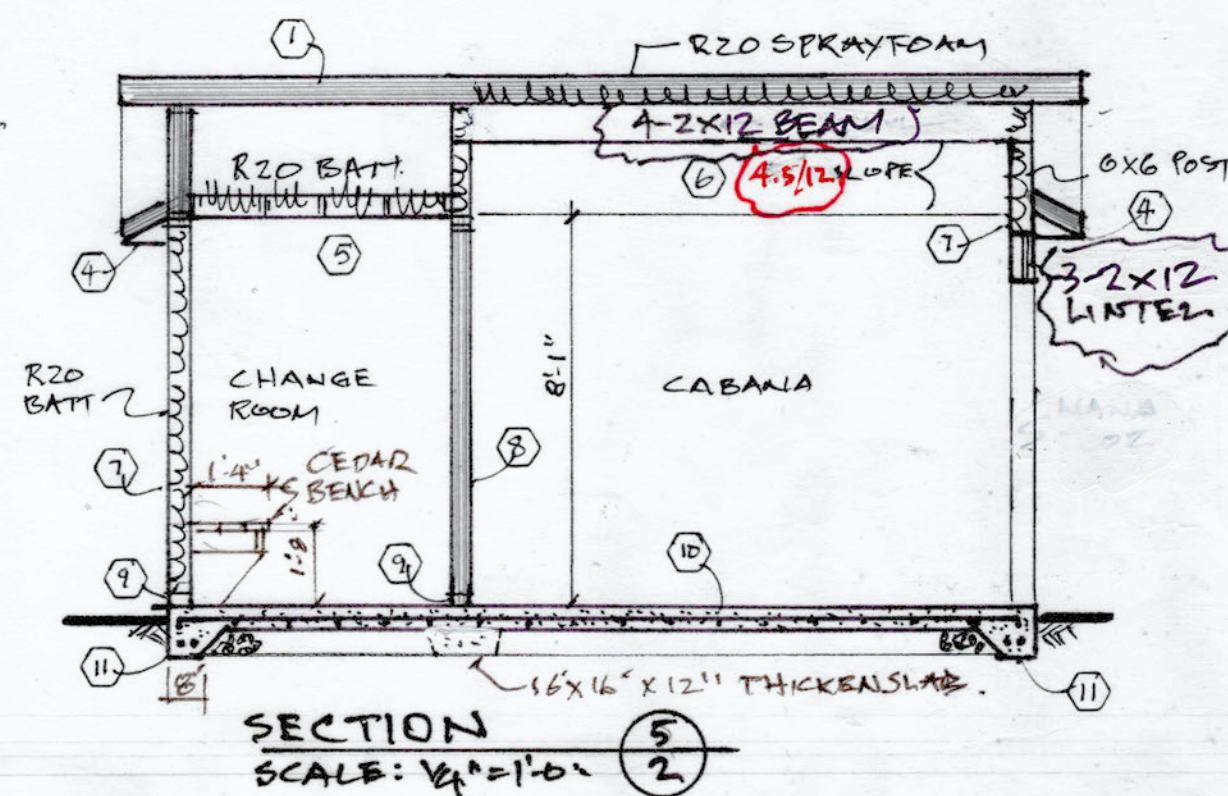 1
R20 SPRAYFOAM
4-2X12 BEAM
R20 BATT.
6
4.5/12 SLOPE
6X6 POST
4
4
5
7
3-2X12
LINTEL
R20
BATT
CHANGE
ROOM
8'-1"
CABANA
7
1'-4"
CEDAR
BENCH
8
1'-8
9
9
10
11
8"
16"X16"X12" THICKENSLAB.
11
SECTION
5
2
SCALE: 1/4"=1'-0"